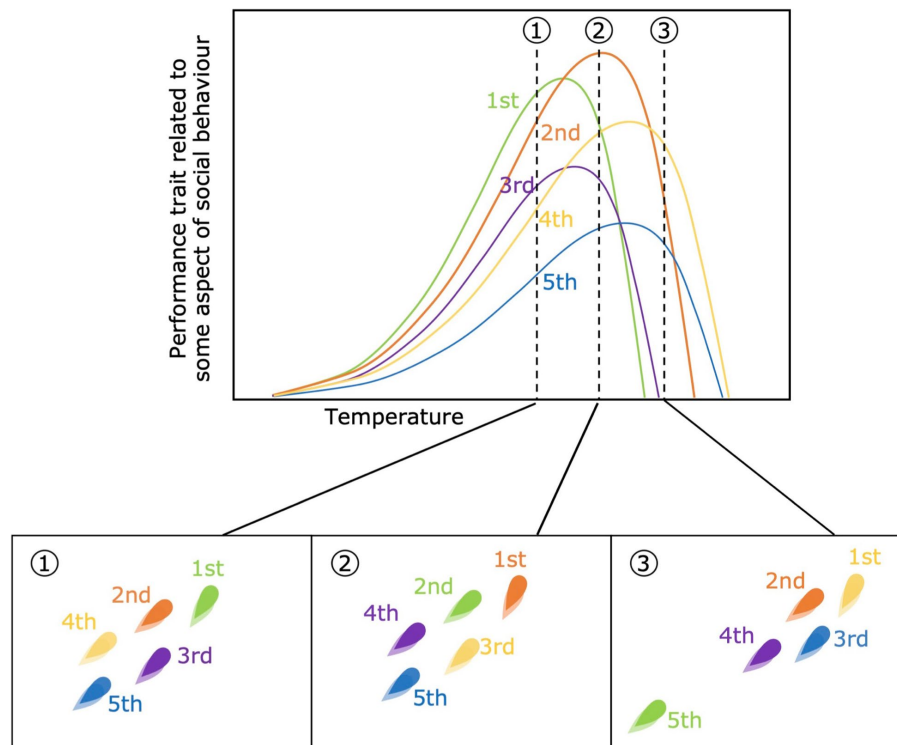 ① ② ③
Performance trait related to
some aspect of social behaviour
1st
2nd
3rd
4th
5th
Temperature
①
1st
2nd
4th
3rd
5th
②
1st
2nd
4th
3rd
5th
③
1st
2nd
4th
3rd
5th